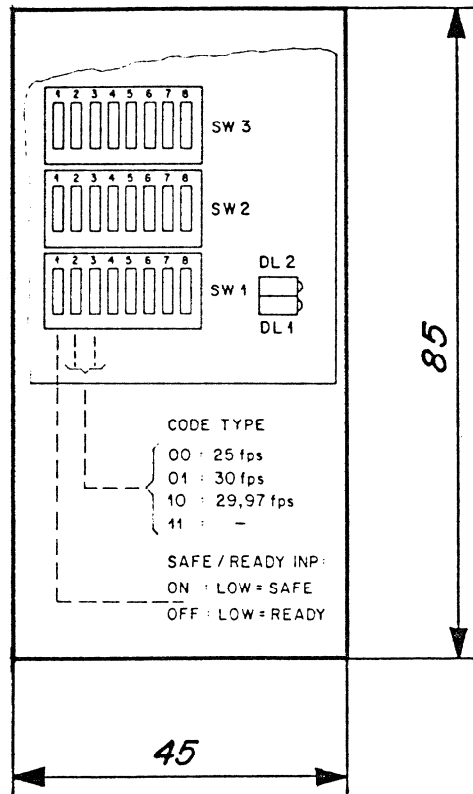 1 2 3 4 5 6 7 8
SW 3
1 2 3 4 5 6 7 8
SW 2
1 2 3 4 5 6 7 8
SW 1
DL 2
DL 1
CODE TYPE
00 : 25 fps
01 : 30 fps
10 : 29,97 fps
11 : –
SAFE / READY INP:
ON : LOW = SAFE
OFF : LOW = READY
85
45